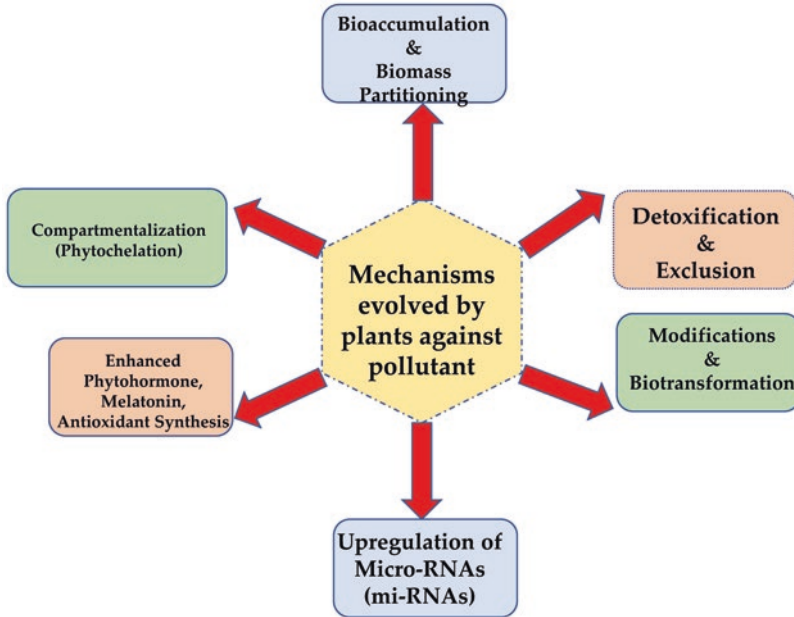 Bioaccumulation
&
Biomass
Partitioning
Compartmentalization
(Phytochelation)
Detoxification
&
Exclusion
Mechanisms
evolved by
plants against
pollutant
Enhanced
Phytohormone,
Melatonin,
Antioxidant Synthesis
Modifications
&
Biotransformation
Upregulation of
Micro-RNAs
(mi-RNAs)